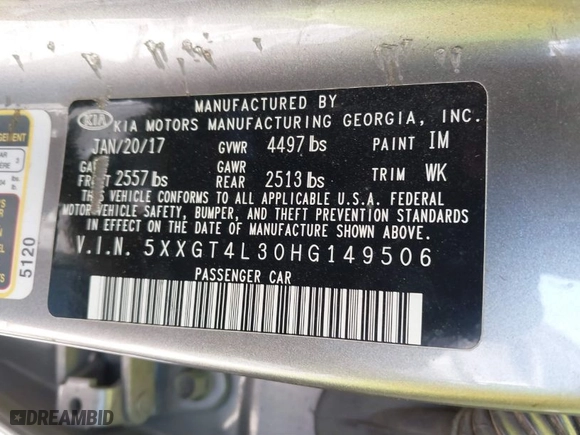 MANUFACTURED BY
KIA KIA MOTORS MANUFACTURING GEORGIA, INC.
JAN/20/17 GVWR 4497 lbs PAINT IM
GAWR
2557 lbs REAR 2513 lbs TRIM WK
THIS VEHICLE CONFORMS TO ALL APPLICABLE U.S.A. FEDERAL
MOTOR VEHICLE SAFETY, BUMPER, AND THEFT PREVENTION STANDARDS
IN EFFECT ON THE DATE OF MANUFACTURE SHOWN ABOVE.
V.I.N. 5XXGT4L30HG149506
PASSENGER CAR
5120
DREAMBID